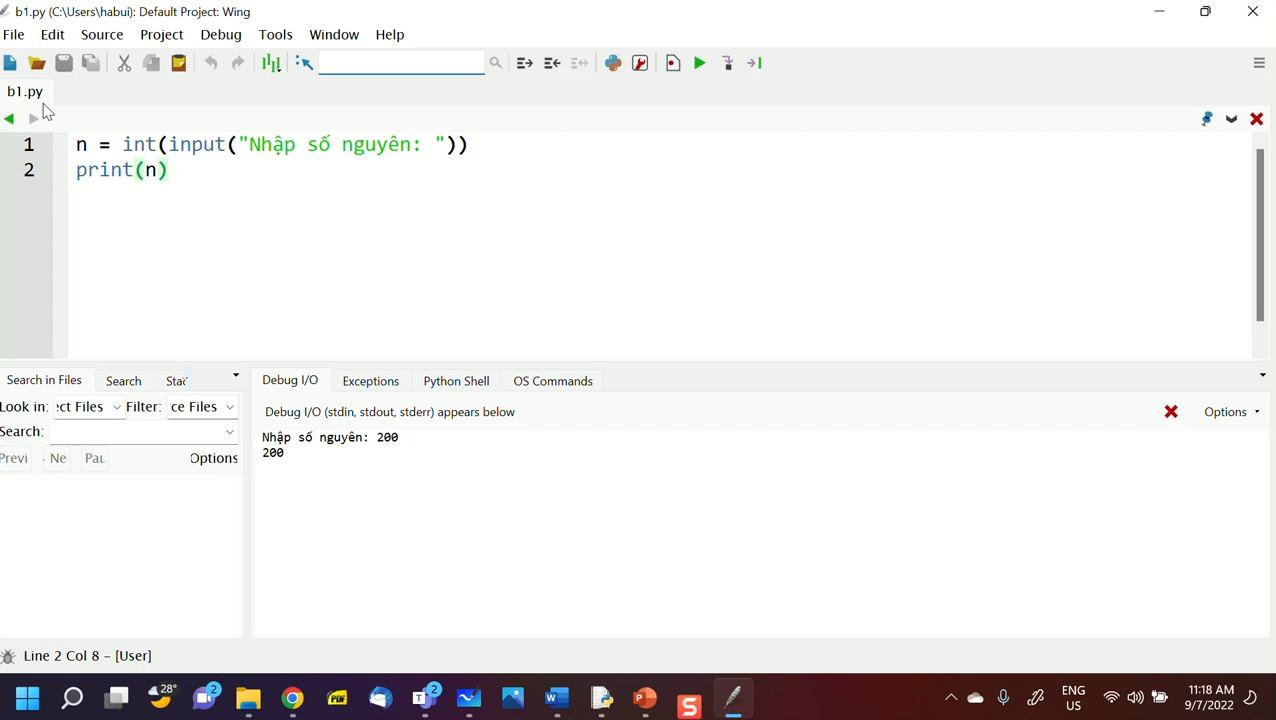 b1.py (C:\Users\habui): Default Project: Wing
File Edit Source Project Debug Tools Window Help
b1.py
1 n = int(input("Nhập số nguyên: "))
2 print(n)
Search in Files Search Stac
Debug I/O Exceptions Python Shell OS Commands
Look in: ect Files Filter: ce Files
Debug I/O (stdin, stdout, stderr) appears below
Options
Search:
Previ Ne Pau Options
Nhập số nguyên: 200
200
Line 2 Col 8 – [User]
28°
2
2
PDF
S
ENG
US
11:18 AM
9/7/2022